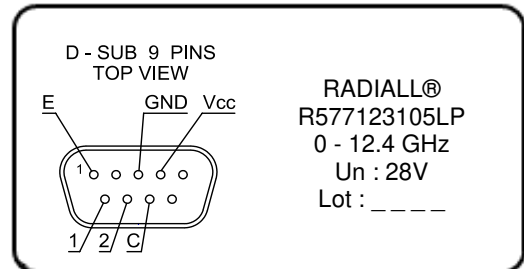 D - SUB 9 PINS
TOP VIEW
E GND Vcc
1
1 2 C
RADIALL®
R577123105LP
0 - 12.4 GHz
Un : 28V
Lot : _ _ _ _